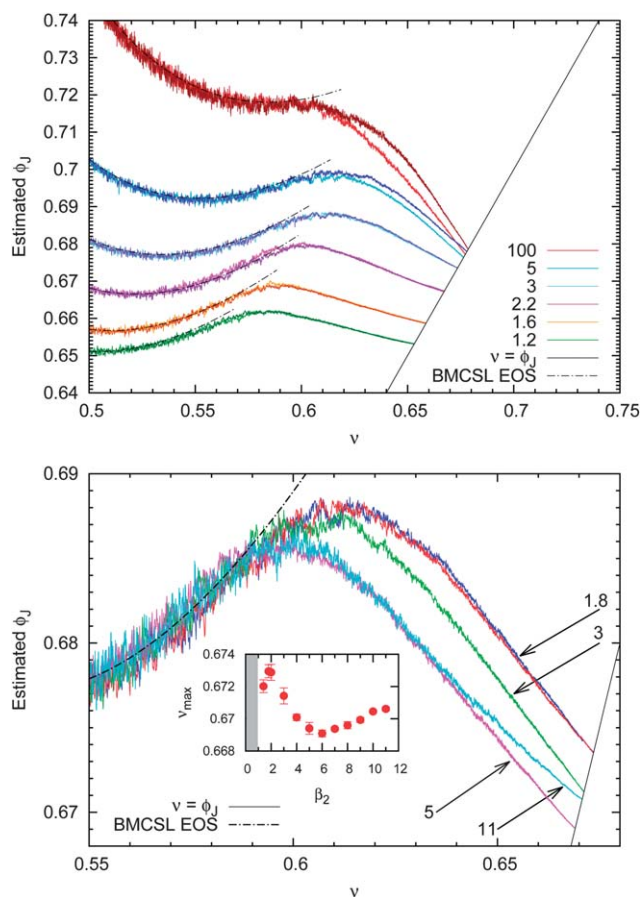 0.74
0.73
0.72
0.71
0.7
0.69
0.68
0.67
0.66
0.65
0.64
Estimated ϕJ
100
5
3
2.2
1.6
1.2
ν = ϕJ
BMCSL EOS
0.5 0.55 0.6 0.65 0.7 0.75
ν
0.69
0.68
0.67
Estimated ϕJ
1.8
3
0.674
0.672
0.67
0.668
νmax
0 2 4 6 8 10 12
β2
ν = ϕJ
BMCSL EOS
5
11
0.55 0.6 0.65
ν